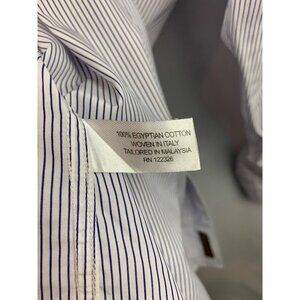 100% EGYPTIAN COTTON
WOVEN IN ITALY
TAILORED IN MALAYSIA
RN 122326